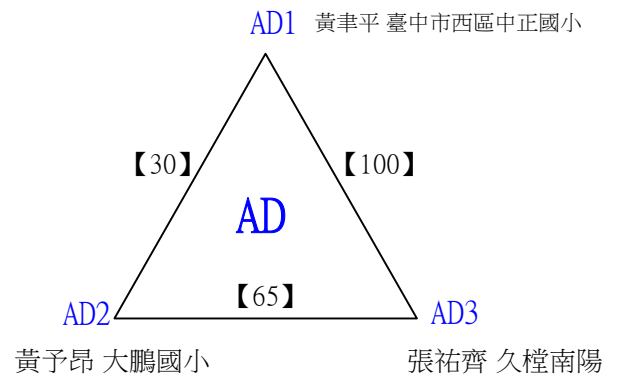 AD1 黃聿平 臺中市西區中正國小
【30】 【100】
AD
【65】
AD2 AD3
黃予昂 大鵬國小 張祐齊 久樘南陽